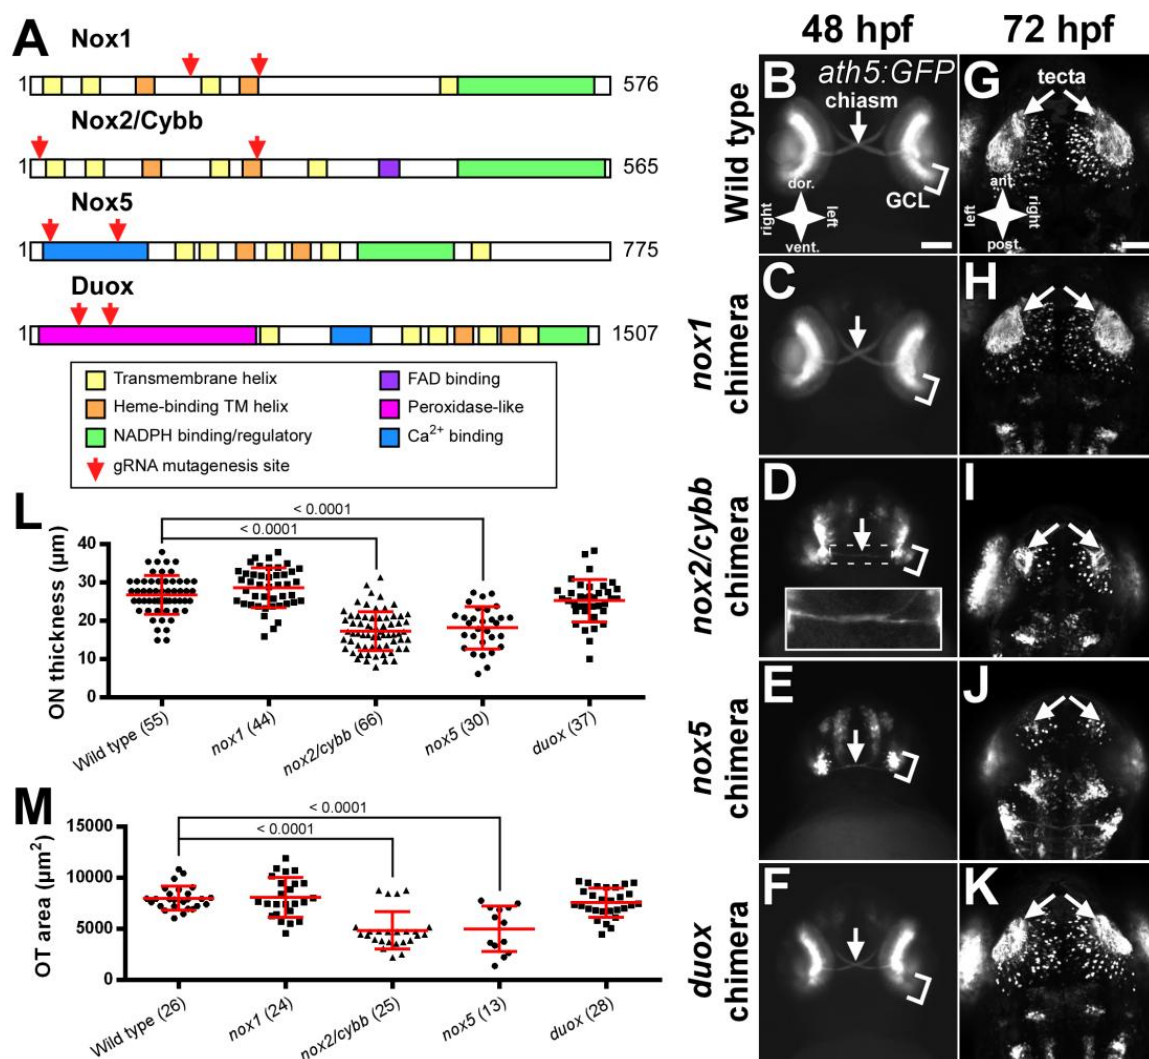 A
Nox1
1
576
Nox2/Cybb
1
565
Nox5
1
775
Duox
1
1507
Transmembrane helix
FAD binding
Heme-binding TM helix
Peroxidase-like
NADPH binding/regulatory
Ca2+ binding
gRNA mutagenesis site
L
< 0.0001
< 0.0001
ON thickness (µm)
40
30
20
10
0
Wild type (55)
nox1 (44)
nox2/cybb (66)
nox5 (30)
duox (37)
M
< 0.0001
< 0.0001
OT area (µm2)
15000
10000
5000
0
Wild type (26)
nox1 (24)
nox2/cybb (25)
nox5 (13)
duox (28)
48 hpf
72 hpf
Wild type
B
ath5:GFP
chiasm
GCL
dor.
right
left
vent.
G
tecta
ant.
left
right
post.
nox1
chimera
C
H
nox2/cybb
chimera
D
I
nox5
chimera
E
J
duox
chimera
F
K